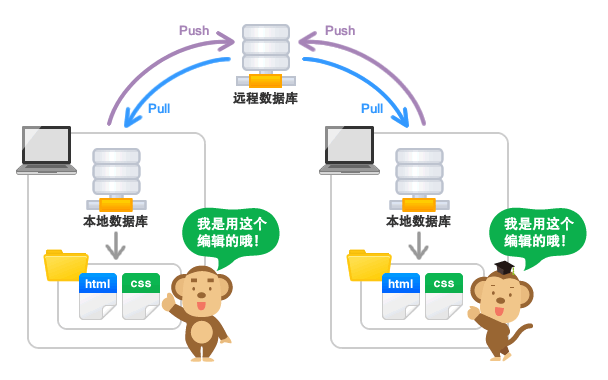 Push
Push
Pull
Pull
远程数据库
本地数据库
本地数据库
我是用这个
编辑的哦!
我是用这个
编辑的哦!
html
css
html
css